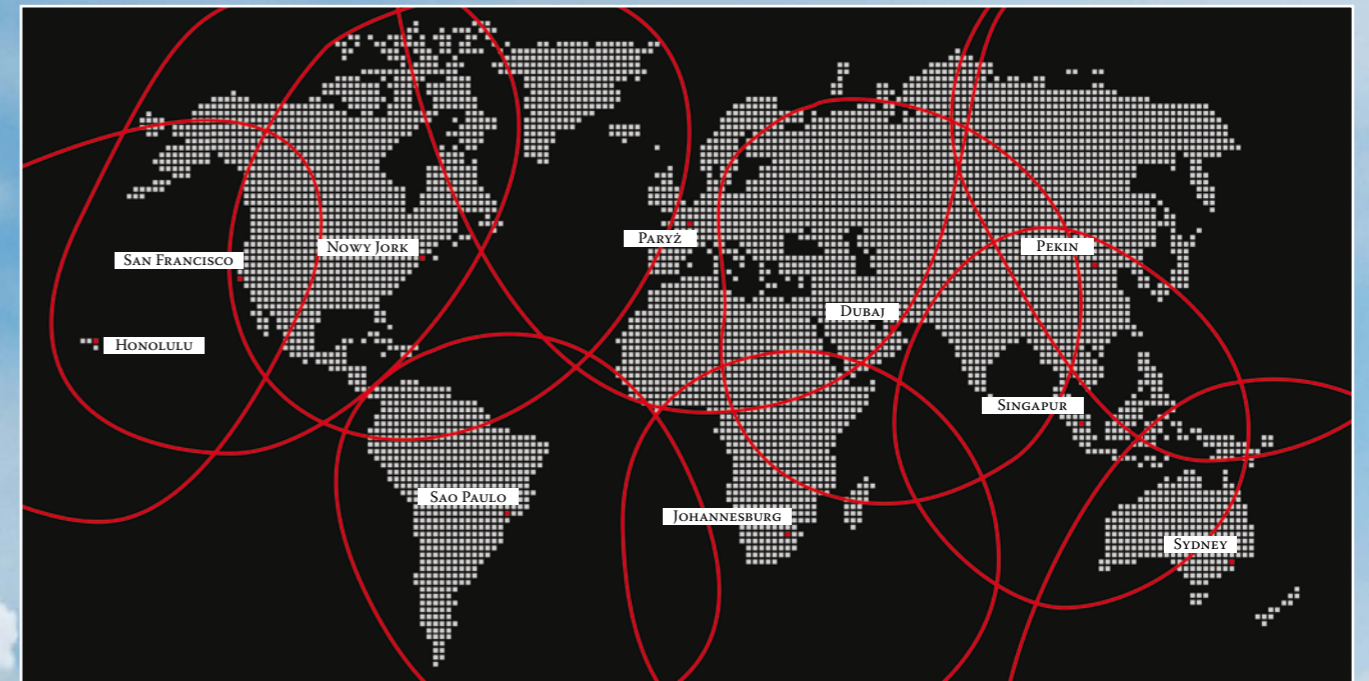 Nowy Jork
San Francisco
Honolulu
Paryż
Pekin
Dubaj
Singapur
Sao Paulo
Johannesburg
Sydney